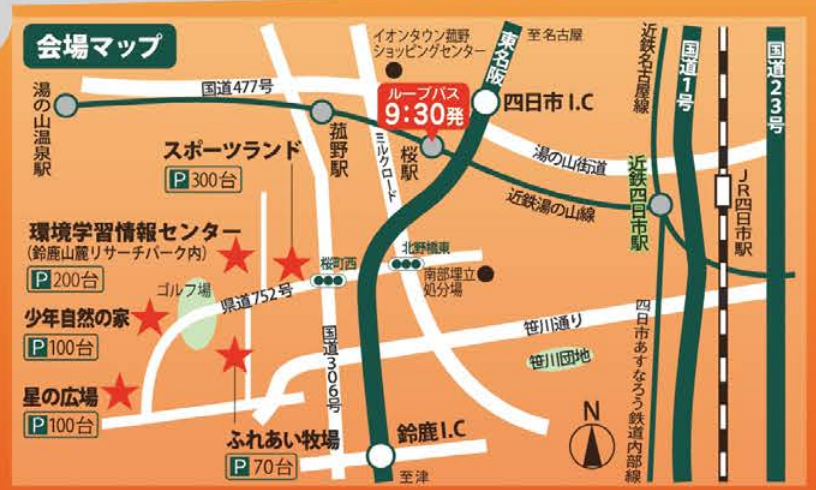 会場マップ
イオンタウン菰野
ショッピングセンター
東名阪
至名古屋
近鉄名古屋線
国道1号
国道23号
湯の山温泉駅
国道477号
ループバス
9:30発
四日市I.C
菰野駅
ミルクロード
桜駅
湯の山街道
近鉄四日市駅
JR四日市駅
近鉄湯の山線
スポーツランド
P300台
環境学習情報センター
(鈴鹿山麓リサーチパーク内)
P200台
桜町西
北野橋東
南部埋立
処分場
ゴルフ場
県道752号
少年自然の家
P100台
国道306号
笹川通り
笹川団地
四日市あすなろう鉄道内部線
星の広場
P100台
ふれあい牧場
P70台
鈴鹿I.C
至津
N